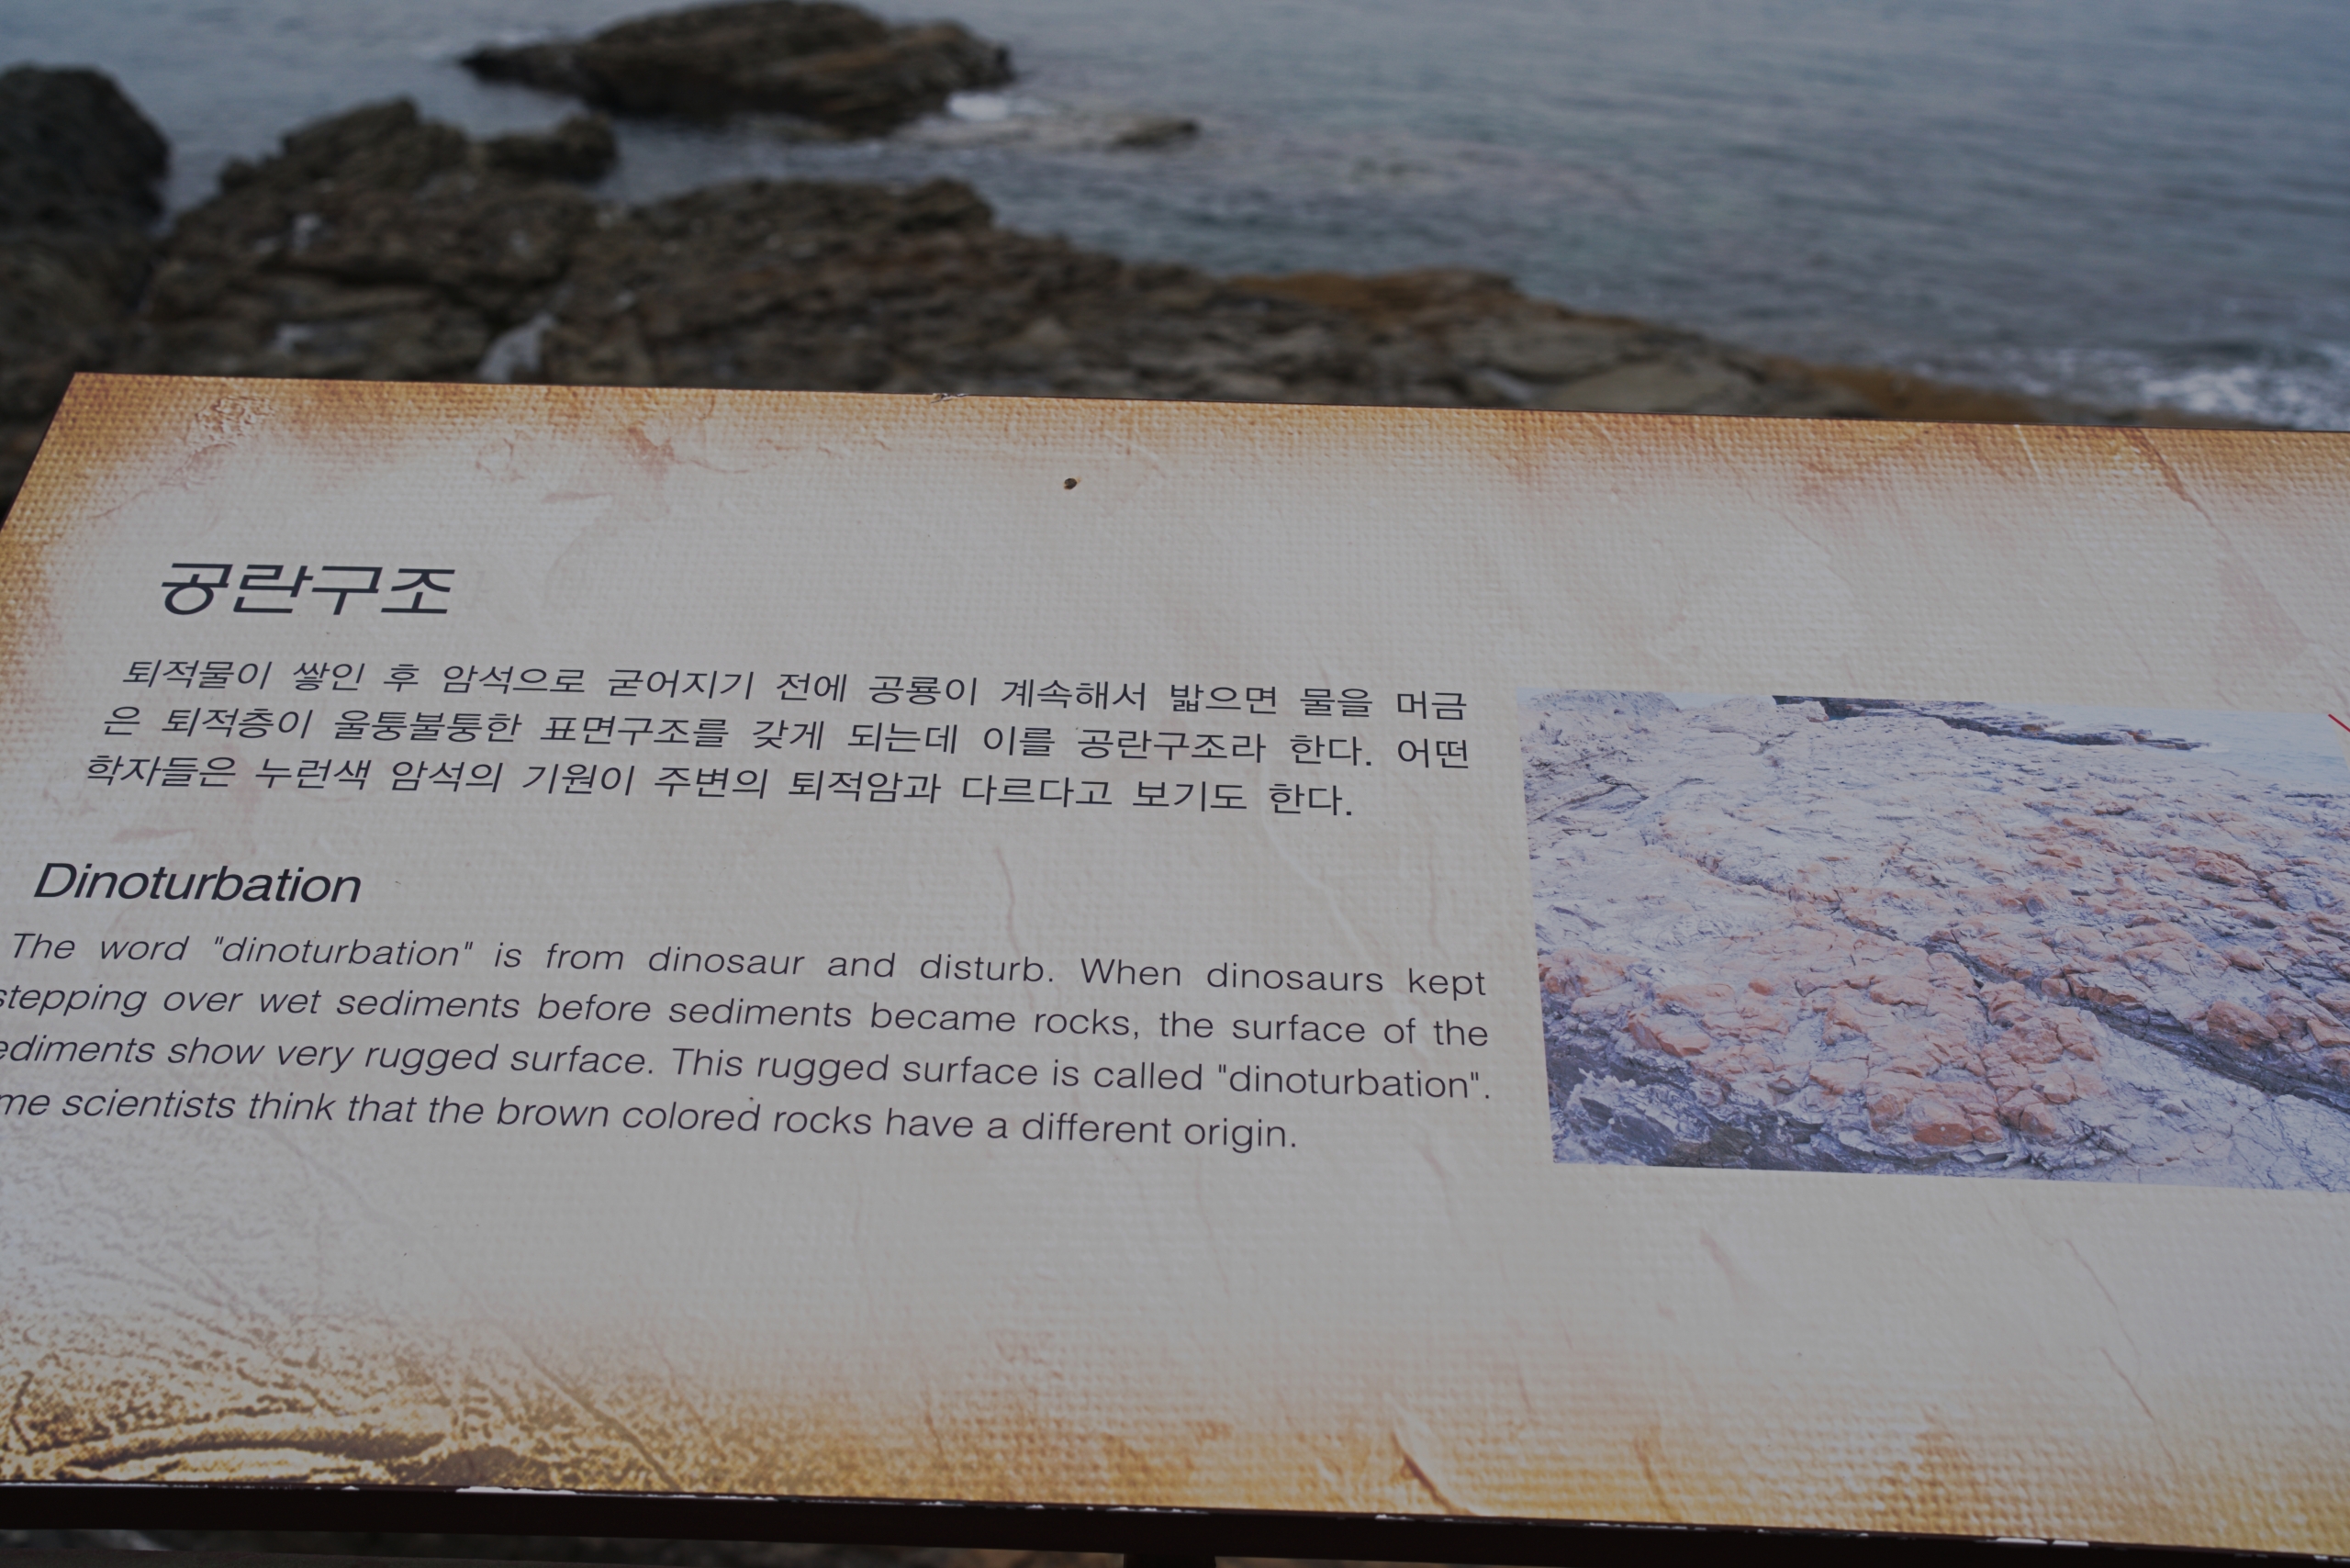 공란구조
퇴적물이 쌓인 후 암석으로 굳어지기 전에 공룡이 계속해서 밟으면 물을 머금
은 퇴적층이 울퉁불퉁한 표면구조를 갖게 되는데 이를 공란구조라 한다. 어떤
학자들은 누런색 암석의 기원이 주변의 퇴적암과 다르다고 보기도 한다.
Dinoturbation
The word "dinoturbation" is from dinosaur and disturb. When dinosaurs kept
stepping over wet sediments before sediments became rocks, the surface of the
ediments show very rugged surface. This rugged surface is called "dinoturbation".
me scientists think that the brown colored rocks have a different origin.